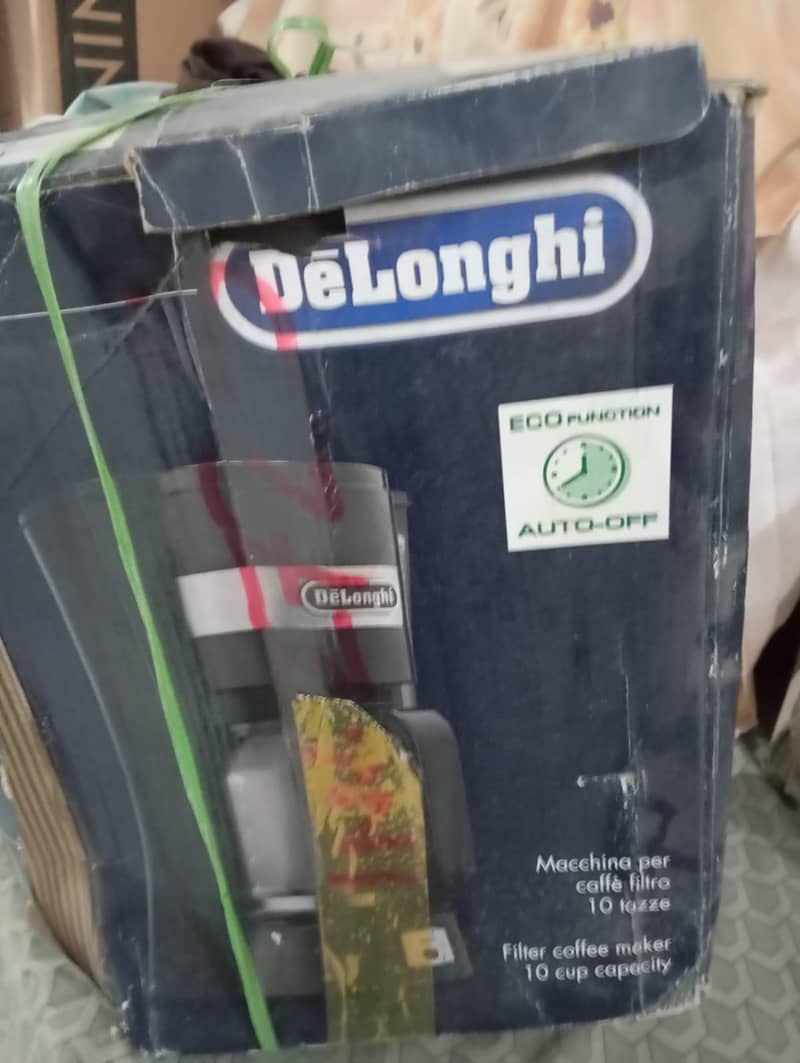 DēLonghi
ECO FUNCTION
AUTO-OFF
DēLonghi
Macchina per
caffè filtro
10 tazze
Filter coffee maker
10 cup capacity